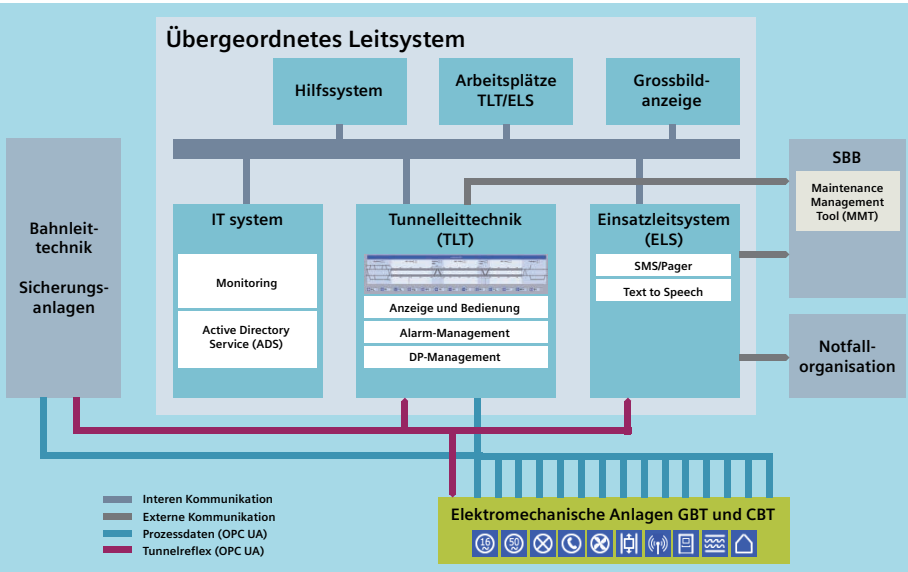 Übergeordnetes Leitsystem
Hilfssystem
Arbeitsplätze
TLT/ELS
Grossbild-
anzeige
Bahnleit-
technik
Sicherungs-
anlagen
IT system
Monitoring
Active Directory
Service (ADS)
Tunnelleittechnik
(TLT)
Anzeige und Bedienung
Alarm-Management
DP-Management
Einsatzleitsystem
(ELS)
SMS/Pager
Text to Speech
SBB
Maintenance
Management
Tool (MMT)
Notfall-
organisation
Interen Kommunikation
Externe Kommunikation
Prozessdaten (OPC UA)
Tunnelreflex (OPC UA)
Elektromechanische Anlagen GBT und CBT
16
50